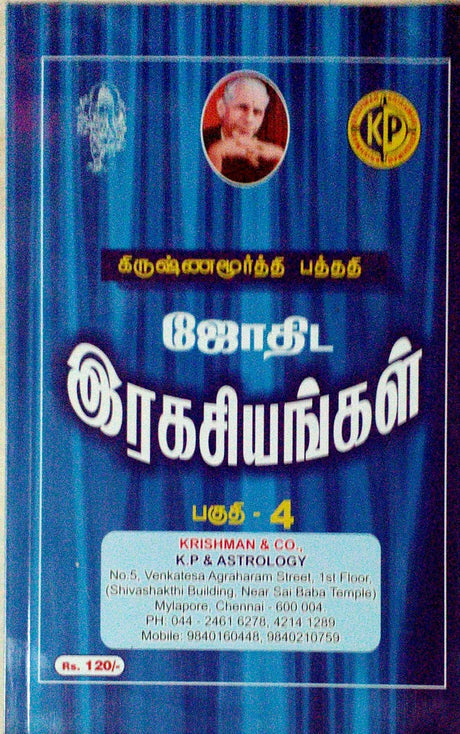 KP
கிருஷ்ணமூர்த்தி பத்ததி
ஜோதிட
இரகசியங்கள்
பகுதி - 4
KRISHMAN & CO.,
K.P & ASTROLOGY
No.5, Venkatesa Agraharam Street, 1st Floor,
(Shivashakthi Building, Near Sai Baba Temple)
Mylapore, Chennai - 600 004.
PH: 044 - 2461 6278, 4214 1289
Mobile: 9840160448, 9840210759
Rs. 120/-